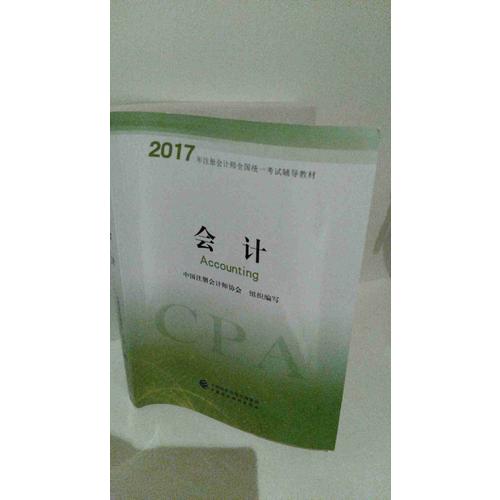 2017年注册会计师全国统一考试辅导教材
会 计
Accounting
中国注册会计师协会 组织编写
CPA